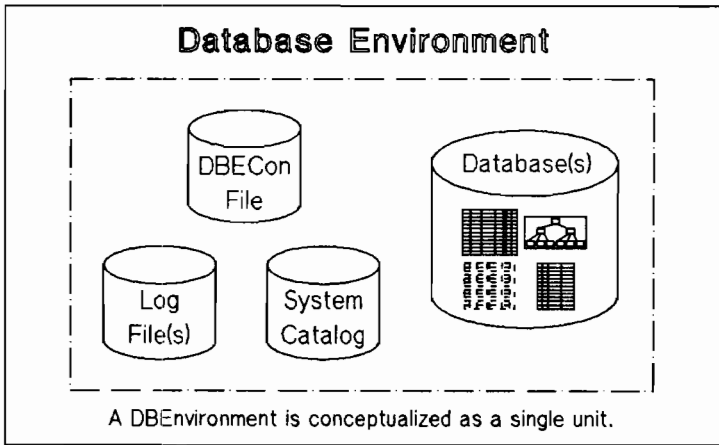 Database Environment
DBECon
File
Database(s)
Log
File(s)
System
Catalog
A DBEnvironment is conceptualized as a single unit.